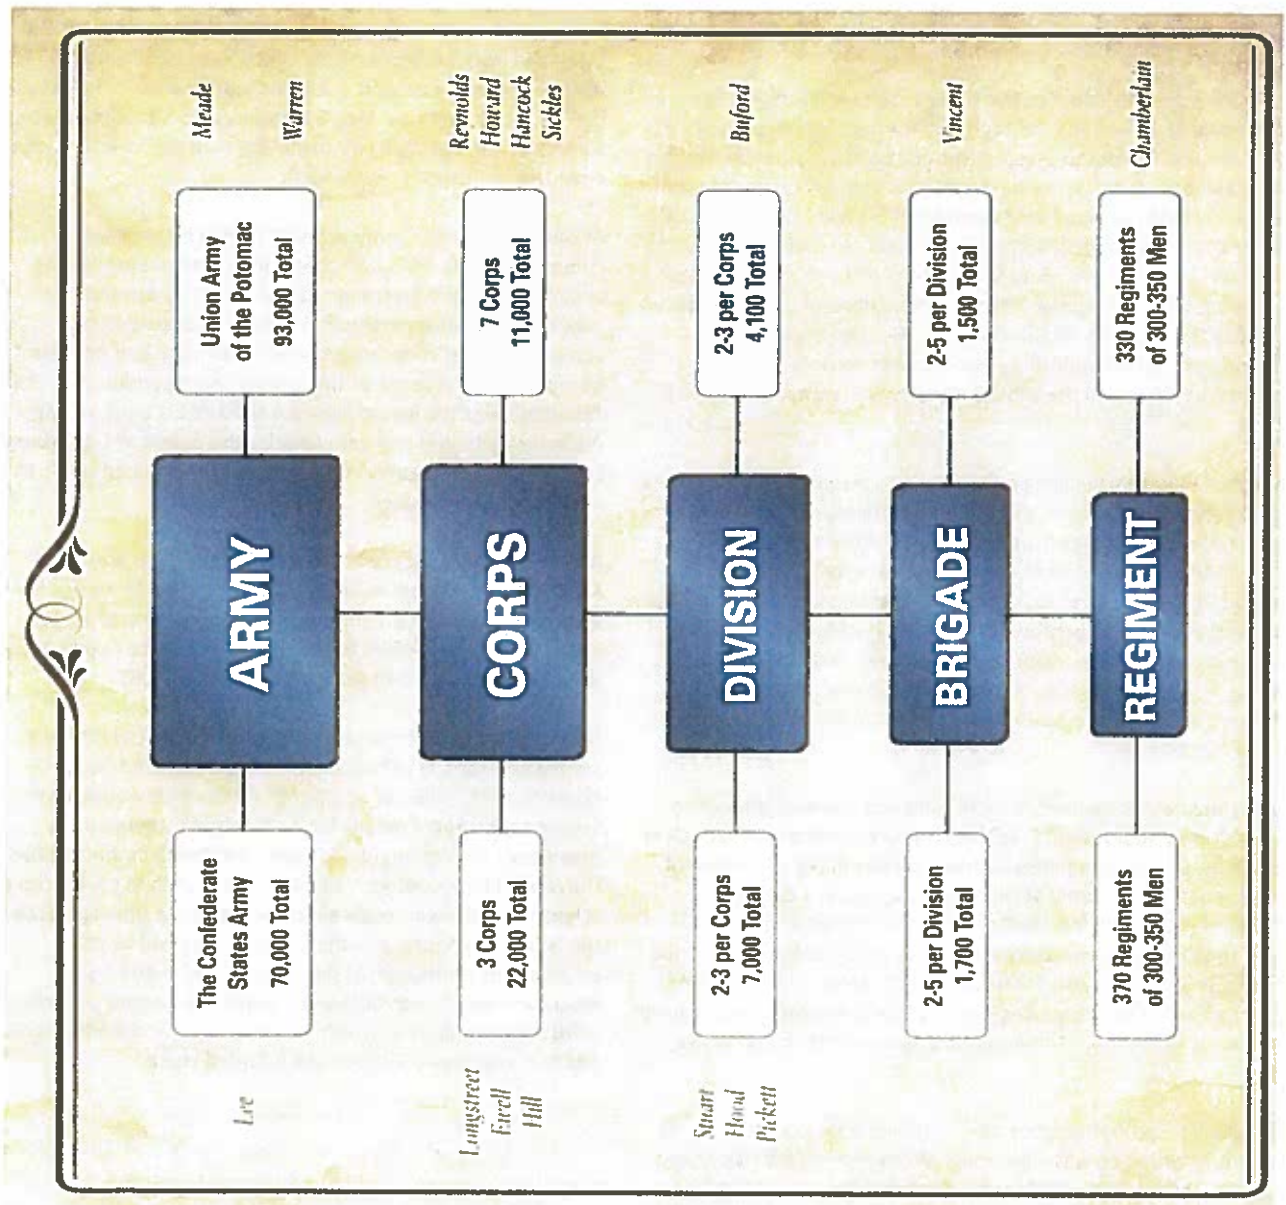 Lee
The Confederate
States Army
70,000 Total
ARMY
Union Army
of the Potomac
93,000 Total
Meade
Warren
Longstreet
Ewell
Hill
3 Corps
22,000 Total
CORPS
7 Corps
11,000 Total
Reynolds
Howard
Hancock
Sickles
Stuart
Hood
Pickett
2-3 per Corps
7,000 Total
DIVISION
2-3 per Corps
4,100 Total
Buford
2-5 per Division
1,700 Total
BRIGADE
2-5 per Division
1,500 Total
Vincent
370 Regiments
of 300-350 Men
REGIMENT
330 Regiments
of 300-350 Men
Chamberlain